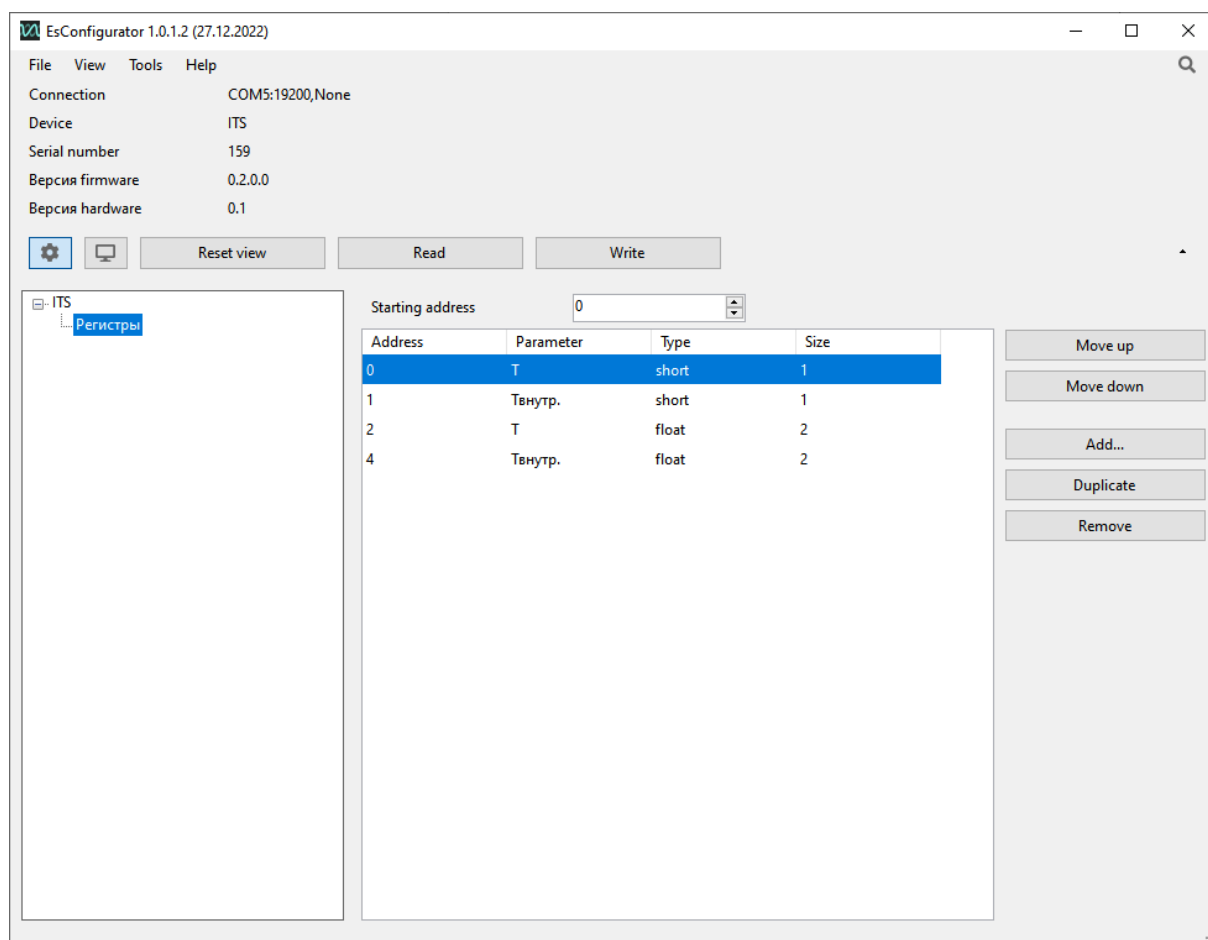 EsConfigurator 1.0.1.2 (27.12.2022)
File View Tools Help
Connection COM5:19200,None
Device ITS
Serial number 159
Версия firmware 0.2.0.0
Версия hardware 0.1
Reset view Read Write
ITS
Регистры
Starting address 0
Address Parameter Type Size
0 T short 1
1 Tвнутр. short 1
2 T float 2
4 Tвнутр. float 2
Move up
Move down
Add...
Duplicate
Remove